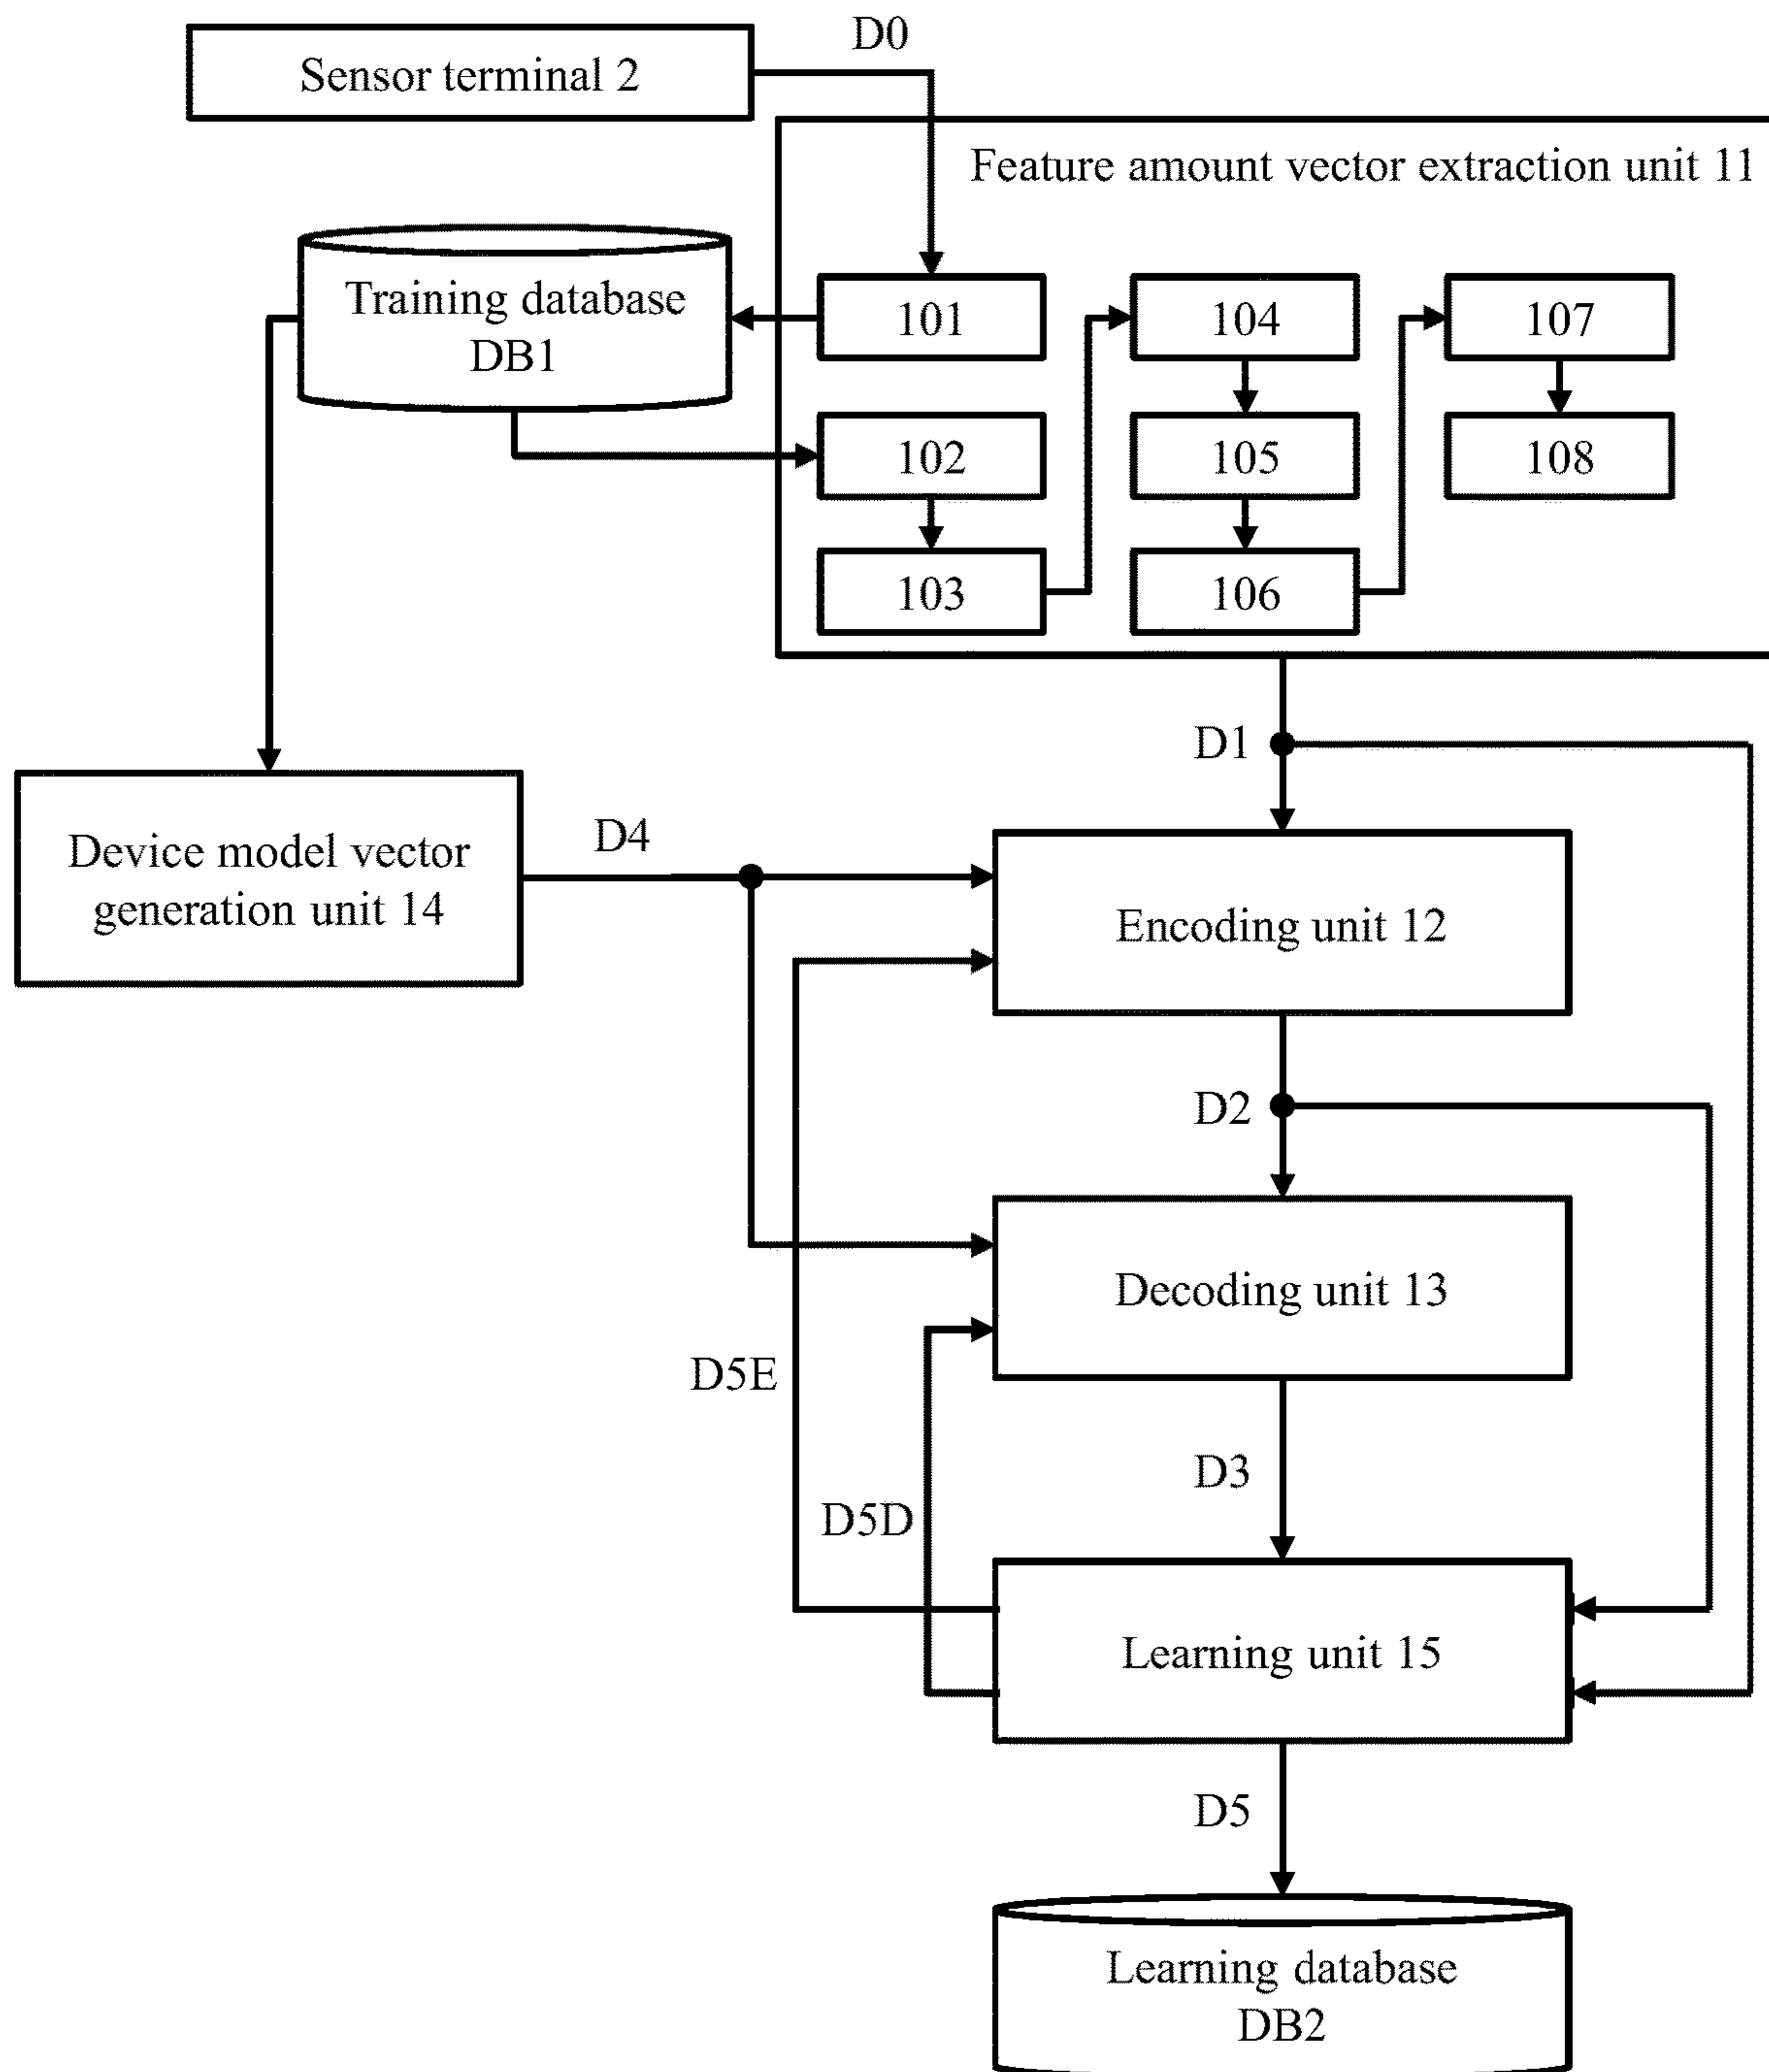 D0
Sensor terminal 2
Feature amount vector extraction unit 11
Training database
DB1
101
104
107
102
105
108
103
106
D1
Device model vector
generation unit 14
D4
Encoding unit 12
D2
Decoding unit 13
D5E
D3
D5D
Learning unit 15
D5
Learning database
DB2